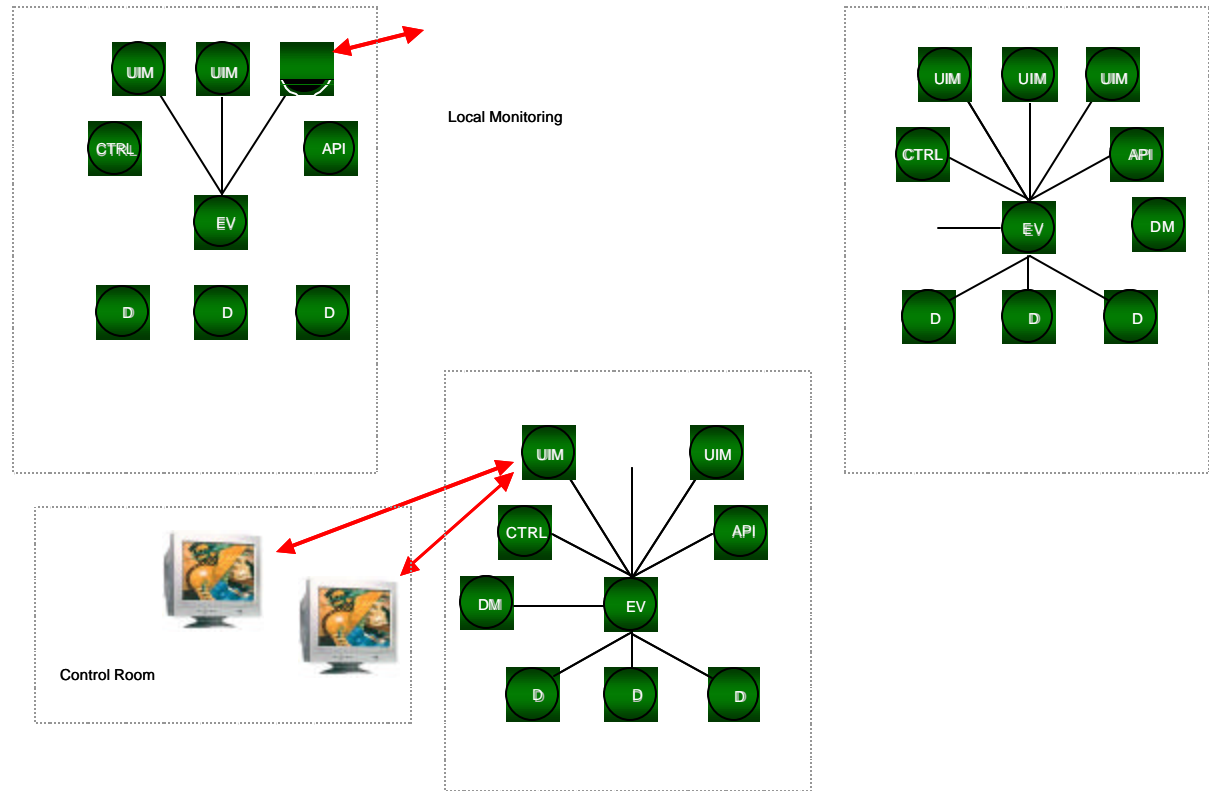 UIM
UIM
CTRL
API
EV
D
D
D
Local Monitoring
UIM
UIM
UIM
CTRL
API
EV
DM
D
D
D
UIM
UIM
CTRL
API
DM
EV
D
D
D
Control Room